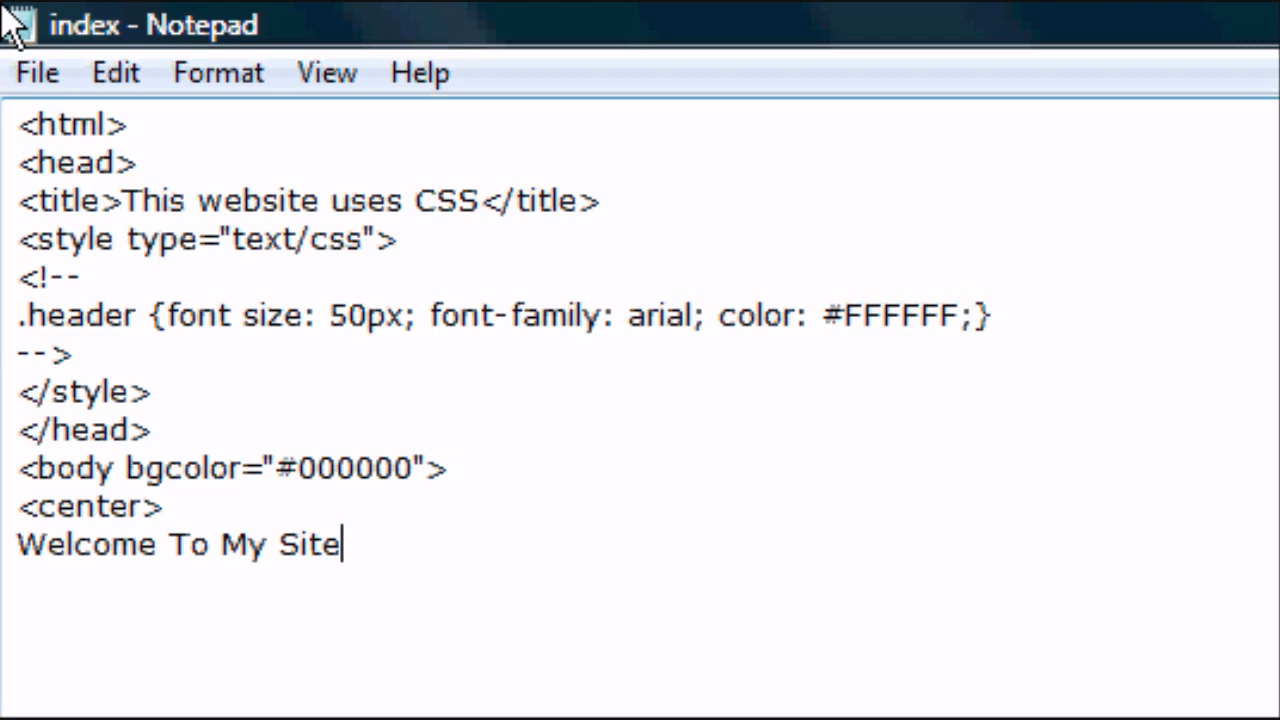 index - Notepad
File Edit Format View Help
<html>
<head>
<title>This website uses CSS</title>
<style type="text/css">
<!--
.header {font size: 50px; font-family: arial; color: #FFFFFF;}
-->
</style>
</head>
<body bgcolor="#000000">
<center>
Welcome To My Site